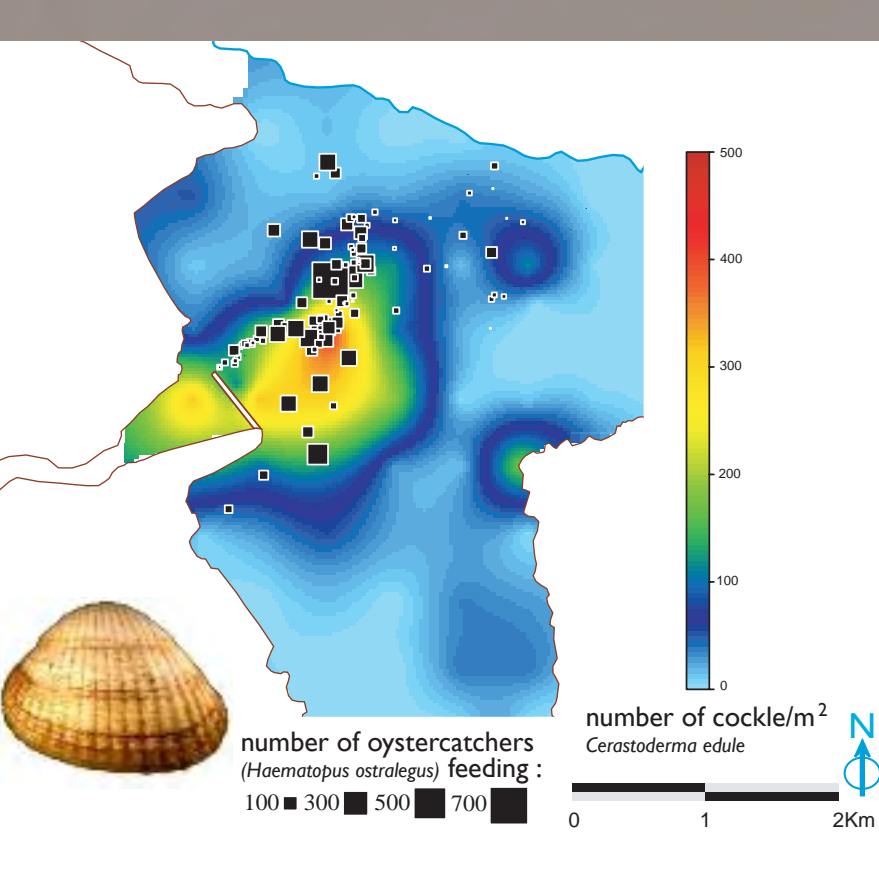 500
400
300
200
100
0
number of cockle/m²
Cerastoderma edule
N
number of oystercatchers
(Haematopus ostralegus) feeding :
100 300 500 700
0 1 2Km